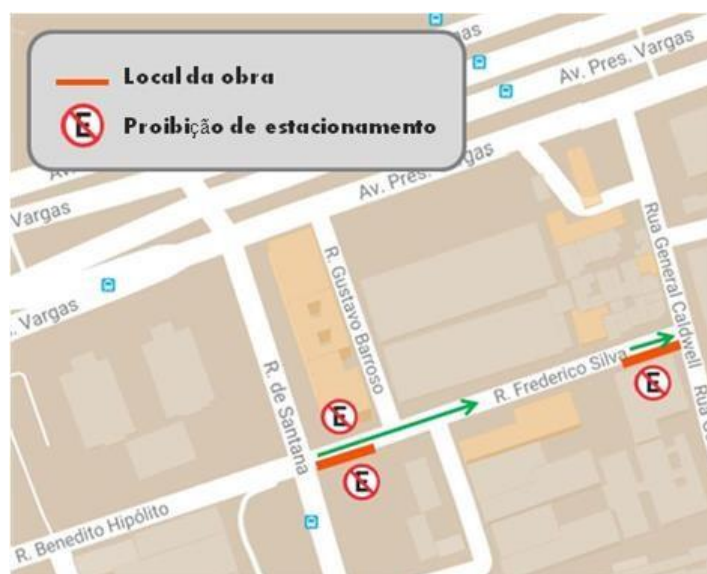 Local da obra
E Proibição de estacionamento
Av. Pres. Vargas
Av. Pres. Vargas
Vargas
. Vargas
R. Gustavo Barroso
Rua General Caldwell
R. de Santana
R. Frederico Silva
E
E
E
R. Benedito Hipólito